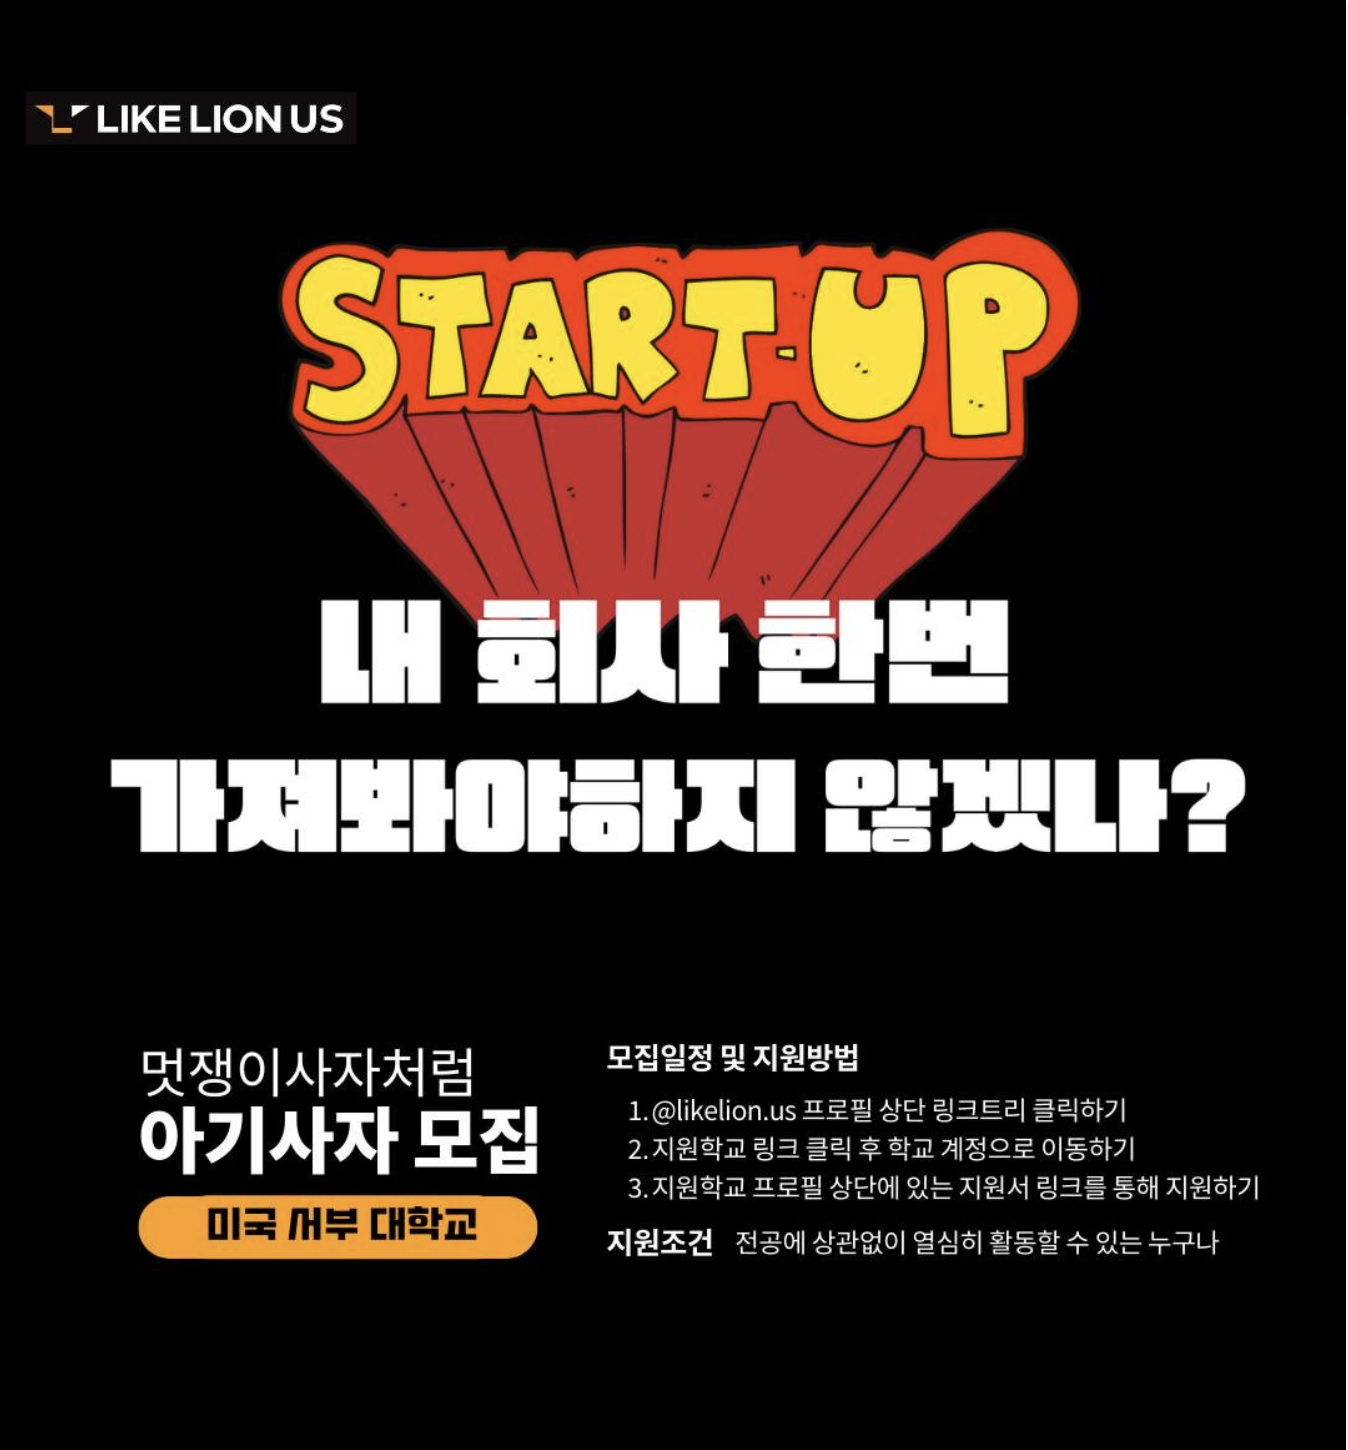 LIKE LION US
START-UP
내 회사 한번
가져봐야하지 않겠나?
멋쟁이사자처럼
아기사자 모집
미국 서부 대학교
모집일정 및 지원방법
1. @likelion.us 프로필 상단 링크트리 클릭하기
2. 지원학교 링크 클릭 후 학교 계정으로 이동하기
3. 지원학교 프로필 상단에 있는 지원서 링크를 통해 지원하기
지원조건 전공에 상관없이 열심히 활동할 수 있는 누구나